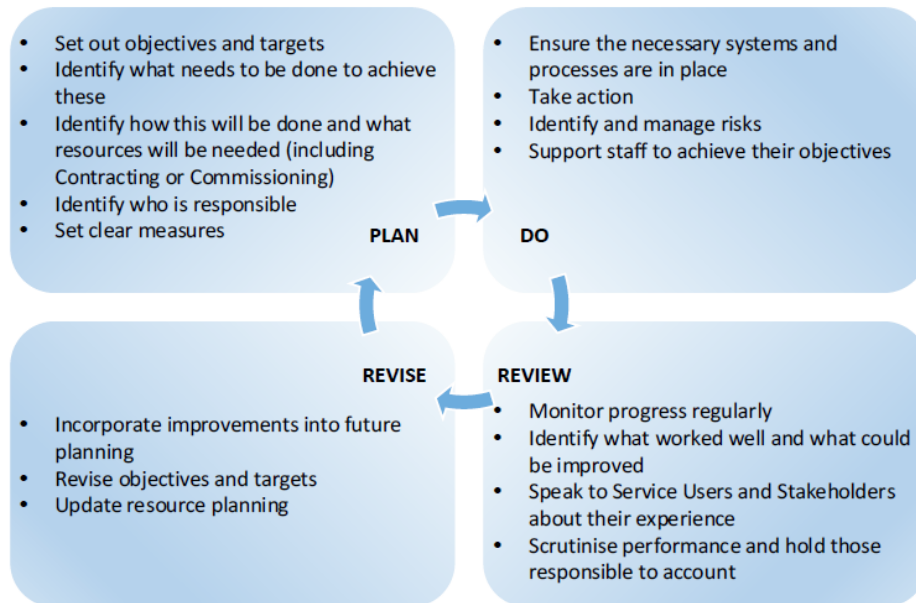 • Set out objectives and targets
• Identify what needs to be done to achieve
these
• Identify how this will be done and what
resources will be needed (including
Contracting or Commissioning)
• Identify who is responsible
• Set clear measures
PLAN
• Ensure the necessary systems and
processes are in place
• Take action
• Identify and manage risks
• Support staff to achieve their objectives
DO
REVISE
• Incorporate improvements into future
planning
• Revise objectives and targets
• Update resource planning
REVIEW
• Monitor progress regularly
• Identify what worked well and what could
be improved
• Speak to Service Users and Stakeholders
about their experience
• Scrutinise performance and hold those
responsible to account